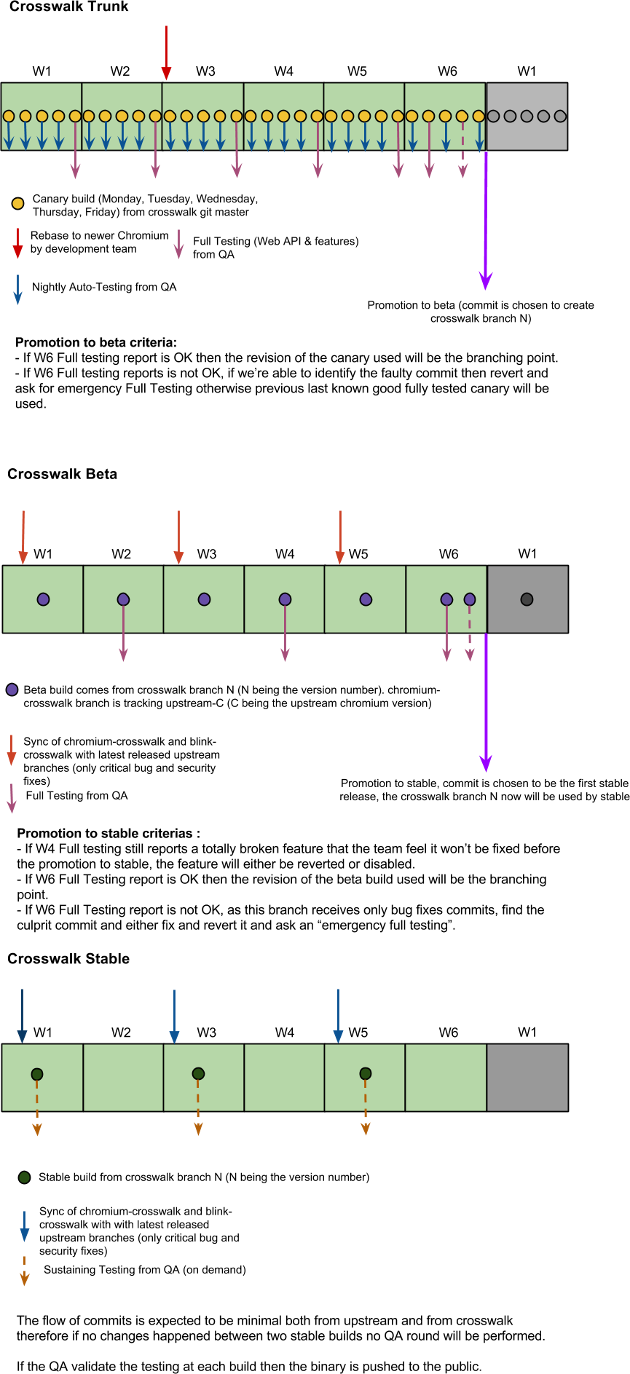 Crosswalk Trunk
W1 W2 W3 W4 W5 W6 W1
Canary build (Monday, Tuesday, Wednesday,
Thursday, Friday) from crosswalk git master
Rebase to newer Chromium
by development team
Full Testing (Web API & features)
from QA
Nightly Auto-Testing from QA
Promotion to beta (commit is chosen to create
crosswalk branch N)
Promotion to beta criteria:
- If W6 Full testing report is OK then the revision of the canary used will be the branching point.
- If W6 Full testing reports is not OK, if we're able to identify the faulty commit then revert and
ask for emergency Full Testing otherwise previous last known good fully tested canary will be
used.
Crosswalk Beta
W1 W2 W3 W4 W5 W6 W1
Beta build comes from crosswalk branch N (N being the version number). chromium-
crosswalk branch is tracking upstream-C (C being the upstream chromium version)
Sync of chromium-crosswalk and blink-
crosswalk with latest released upstream
branches (only critical bug and security
fixes)
Full Testing from QA
Promotion to stable, commit is chosen to be the first stable
release, the crosswalk branch N now will be used by stable
Promotion to stable criterias :
- If W4 Full testing still reports a totally broken feature that the team feel it won't be fixed before
the promotion to stable, the feature will either be reverted or disabled.
- If W6 Full Testing report is OK then the revision of the beta build used will be the branching
point.
- If W6 Full Testing report is not OK, as this branch receives only bug fixes commits, find the
culprit commit and either fix and revert it and ask an “emergency full testing”.
Crosswalk Stable
W1 W2 W3 W4 W5 W6 W1
Stable build from crosswalk branch N (N being the version number)
Sync of chromium-crosswalk and blink-
crosswalk with with latest released
upstream branches (only critical bug and
security fixes)
Sustaining Testing from QA (on demand)
The flow of commits is expected to be minimal both from upstream and from crosswalk
therefore if no changes happened between two stable builds no QA round will be performed.
If the QA validate the testing at each build then the binary is pushed to the public.